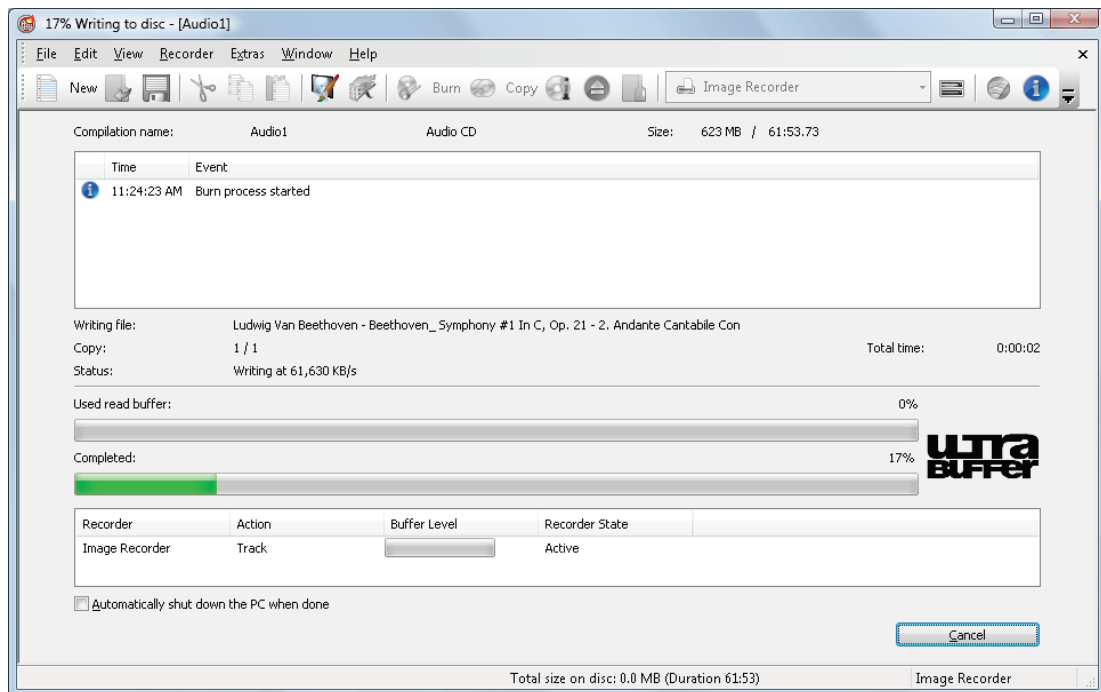 17% Writing to disc - [Audio1]
File Edit View Recorder Extras Window Help
New Burn Copy Image Recorder
Compilation name: Audio1 Audio CD Size: 623 MB / 61:53.73
Time Event
11:24:23 AM Burn process started
Writing file: Ludwig Van Beethoven - Beethoven_ Symphony #1 In C, Op. 21 - 2. Andante Cantabile Con
Copy: 1 / 1 Total time: 0:00:02
Status: Writing at 61,630 KB/s
Used read buffer: 0%
Completed: 17%
ultra
BUFFer
Recorder Action Buffer Level Recorder State
Image Recorder Track Active
Automatically shut down the PC when done
Cancel
Total size on disc: 0.0 MB (Duration 61:53) Image Recorder